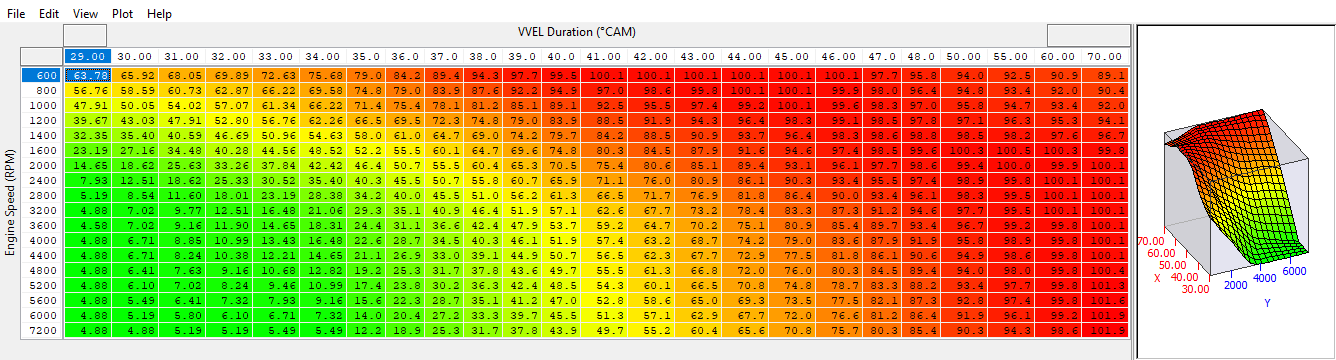 File Edit View Plot Help
VVEL Duration (°CAM)
29.00 30.00 31.00 32.00 33.00 34.00 35.00 36.0 37.0 38.0 39.0 40.00 41.00 42.00 43.00 44.00 45.00 46.00 47.0 48.0 50.00 55.00 60.00 70.00
600 63.78 65.92 68.05 69.89 72.63 75.68 79.0 84.2 89.4 94.3 97.7 99.5 100.1 100.1 100.1 100.1 100.1 100.1 97.7 95.8 94.0 92.5 90.9 89.1
800 56.76 58.59 60.73 62.87 66.22 69.58 74.8 79.0 83.9 87.6 92.2 94.9 97.0 98.6 99.8 100.1 100.1 99.9 98.0 96.4 94.8 93.4 92.0 90.4
1000 47.91 50.05 54.02 57.07 61.34 66.22 71.4 75.4 78.1 81.2 85.1 89.1 92.5 95.5 97.4 99.2 100.1 99.6 98.3 97.0 95.8 94.7 93.4 92.0
1200 39.67 43.03 47.91 52.80 56.76 62.26 66.5 69.5 72.3 74.8 79.0 83.9 88.5 91.9 94.3 96.4 98.3 99.1 98.5 97.8 97.1 96.3 95.3 94.1
1400 32.35 35.40 40.59 46.69 50.96 54.63 58.0 61.0 64.7 69.0 74.2 79.7 84.2 88.5 90.9 93.7 96.4 98.3 98.6 98.8 98.5 98.2 97.6 96.7
1600 23.19 27.16 34.48 40.28 44.56 48.52 52.2 55.5 60.1 64.7 69.6 74.8 80.3 84.5 87.9 91.6 94.6 97.4 98.5 99.6 100.3 100.5 100.3 99.8
2000 14.65 18.62 25.63 33.26 37.84 42.42 46.4 50.7 55.5 60.4 65.3 70.5 75.4 80.6 85.1 89.4 93.1 96.1 97.7 98.6 99.4 100.0 99.9 100.1
2400 7.93 12.51 18.62 25.33 30.52 35.40 40.3 45.5 50.7 55.8 60.7 65.9 71.1 76.0 80.9 86.1 90.3 93.4 95.5 97.4 98.9 99.8 100.1 100.1
2800 5.19 8.54 11.60 18.01 23.19 28.38 34.2 40.0 45.5 51.0 56.2 61.3 66.5 71.7 76.9 81.8 86.4 90.0 93.4 96.1 98.3 99.5 100.1 100.1
3200 4.88 7.02 9.77 12.51 16.48 21.06 29.3 35.1 40.9 46.4 51.9 57.1 62.6 67.7 73.2 78.4 83.3 87.3 91.2 94.6 97.7 99.5 100.1 100.1
3600 4.58 7.02 9.16 11.90 14.65 18.31 24.4 31.1 36.6 42.4 47.9 53.7 59.2 64.7 70.2 75.1 80.9 85.4 89.7 93.4 96.7 99.2 99.8 100.1
4000 4.88 6.71 8.85 10.99 13.43 16.48 22.6 28.7 34.5 40.3 46.1 51.9 57.4 63.2 68.7 74.2 79.0 83.6 87.9 91.9 95.8 98.9 99.8 100.1
4400 4.88 6.71 8.24 10.38 12.21 14.65 21.1 26.9 33.0 39.1 44.9 50.7 56.5 62.3 67.7 72.9 77.5 81.8 86.1 90.6 94.9 98.6 99.8 100.1
4800 4.88 6.41 7.63 9.16 10.68 12.82 19.2 25.3 31.7 37.8 43.6 49.7 55.5 61.3 66.8 72.0 76.0 80.3 84.5 89.4 94.0 98.0 99.8 100.4
5200 4.88 6.10 7.02 8.24 9.46 10.99 17.4 23.8 30.2 36.3 42.4 48.5 54.3 60.1 66.5 70.8 74.8 78.7 83.3 88.2 93.4 97.7 99.8 101.3
5600 4.88 5.49 6.41 7.32 7.93 9.16 15.6 22.3 28.7 35.1 41.2 47.0 52.8 58.6 65.0 69.3 73.5 77.5 82.1 87.3 92.8 97.4 99.8 101.6
6000 4.88 5.19 5.80 6.10 6.71 7.32 14.0 20.4 27.2 33.3 39.7 45.5 51.3 57.1 62.9 67.7 72.0 76.6 81.2 86.4 91.9 96.1 99.2 101.9
7200 4.88 4.88 5.19 5.19 5.49 5.49 12.2 18.9 25.3 31.7 37.8 43.9 49.7 55.2 60.4 65.6 70.8 75.7 80.3 85.4 90.3 94.3 98.6 101.9
Engine Speed (RPM)
70.00
60.00
50.00
40.00
30.00
X
2000 4000 6000
Y